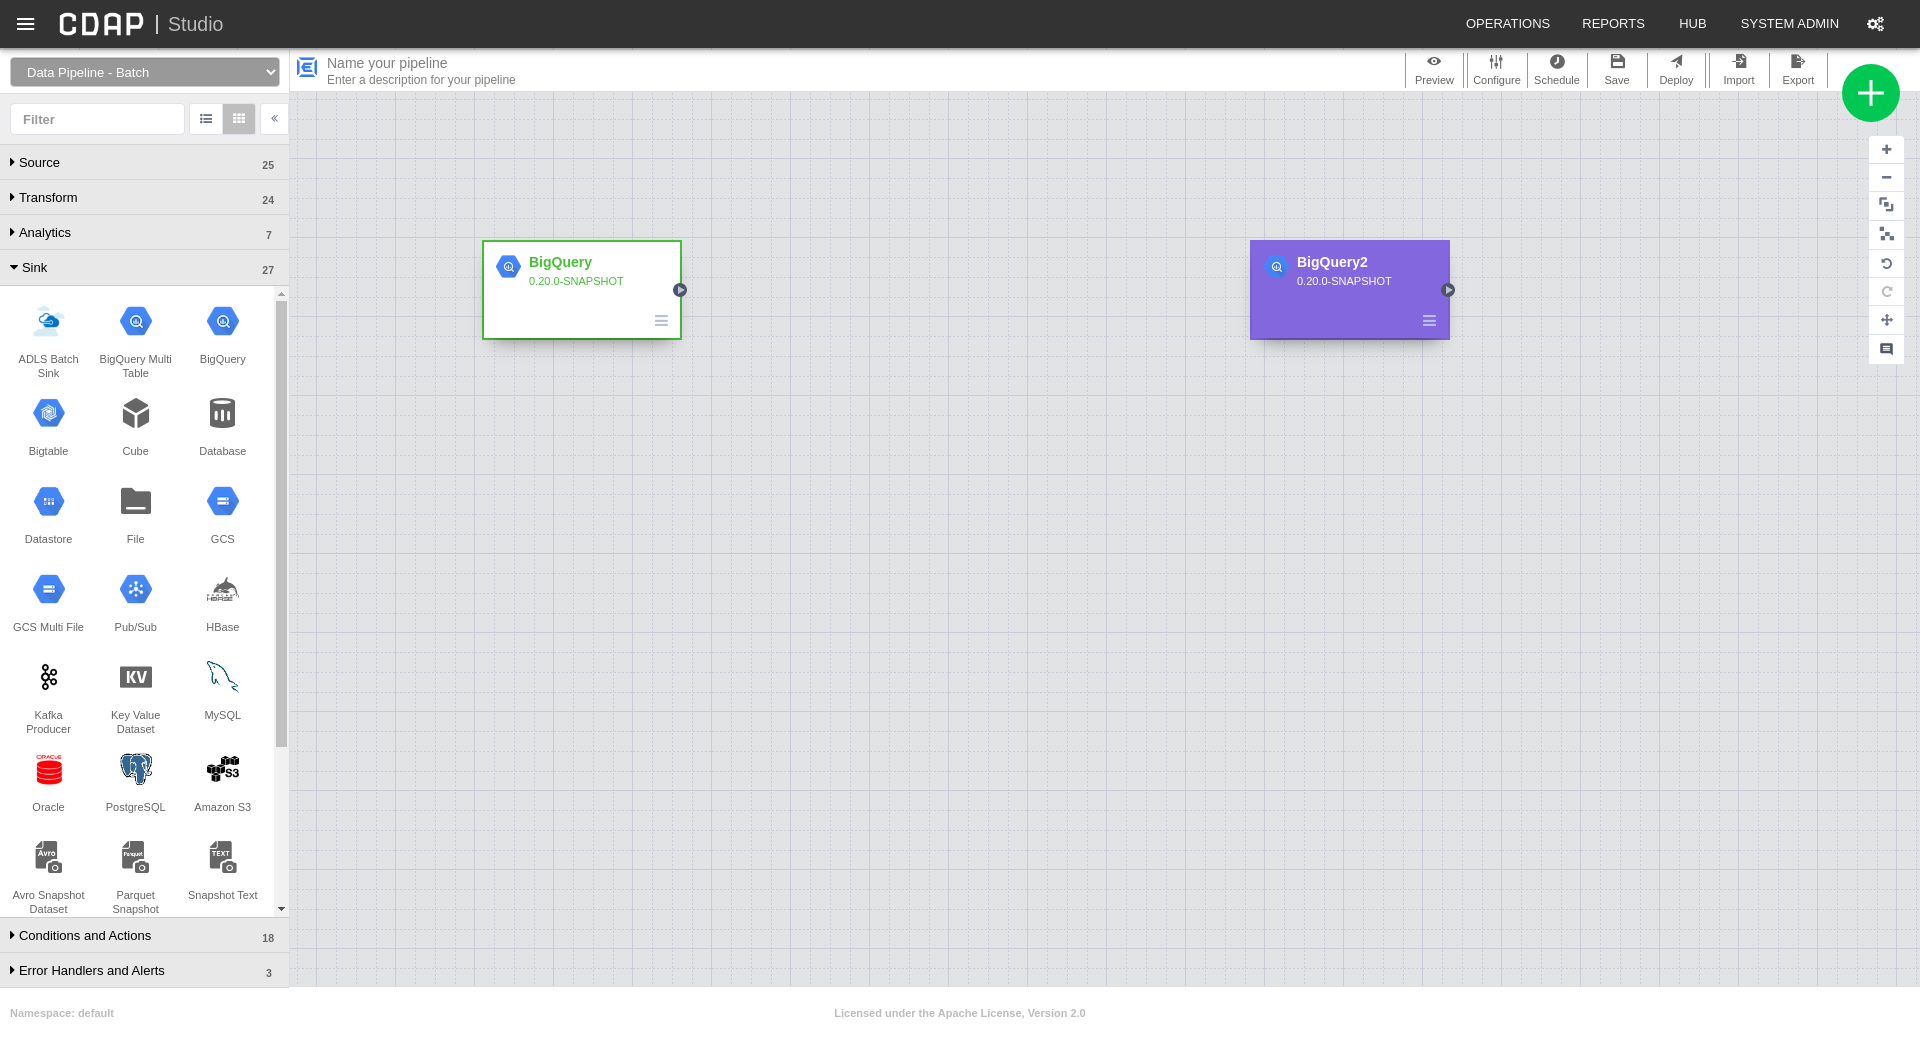 CDAP | Studio
OPERATIONS
REPORTS
HUB
SYSTEM ADMIN
Data Pipeline - Batch
Name your pipeline
Enter a description for your pipeline
Preview
Configure
Schedule
Save
Deploy
Import
Export
Filter
Source 25
Transform 24
Analytics 7
Sink 27
ADLS Batch
Sink
BigQuery Multi
Table
BigQuery
Bigtable
Cube
Database
Datastore
File
GCS
GCS Multi File
Pub/Sub
HBASE
HBase
Kafka
Producer
KV
Key Value
Dataset
MySQL
ORACLE
Oracle
PostgreSQL
S3
Amazon S3
Avro
Avro Snapshot
Dataset
Parquet
Parquet
Snapshot
TEXT
Snapshot Text
Conditions and Actions 18
Error Handlers and Alerts 3
BigQuery
0.20.0-SNAPSHOT
BigQuery2
0.20.0-SNAPSHOT
Namespace: default
Licensed under the Apache License, Version 2.0